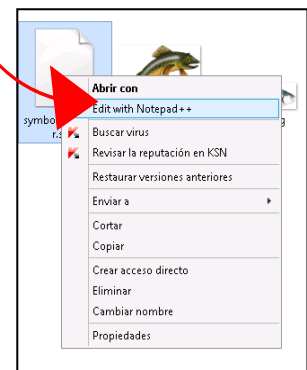 Abrir con
Edit with Notepad++
Buscar virus
Revisar la reputación en KSN
Restaurar versiones anteriores
Enviar a
Cortar
Copiar
Crear acceso directo
Eliminar
Cambiar nombre
Propiedades